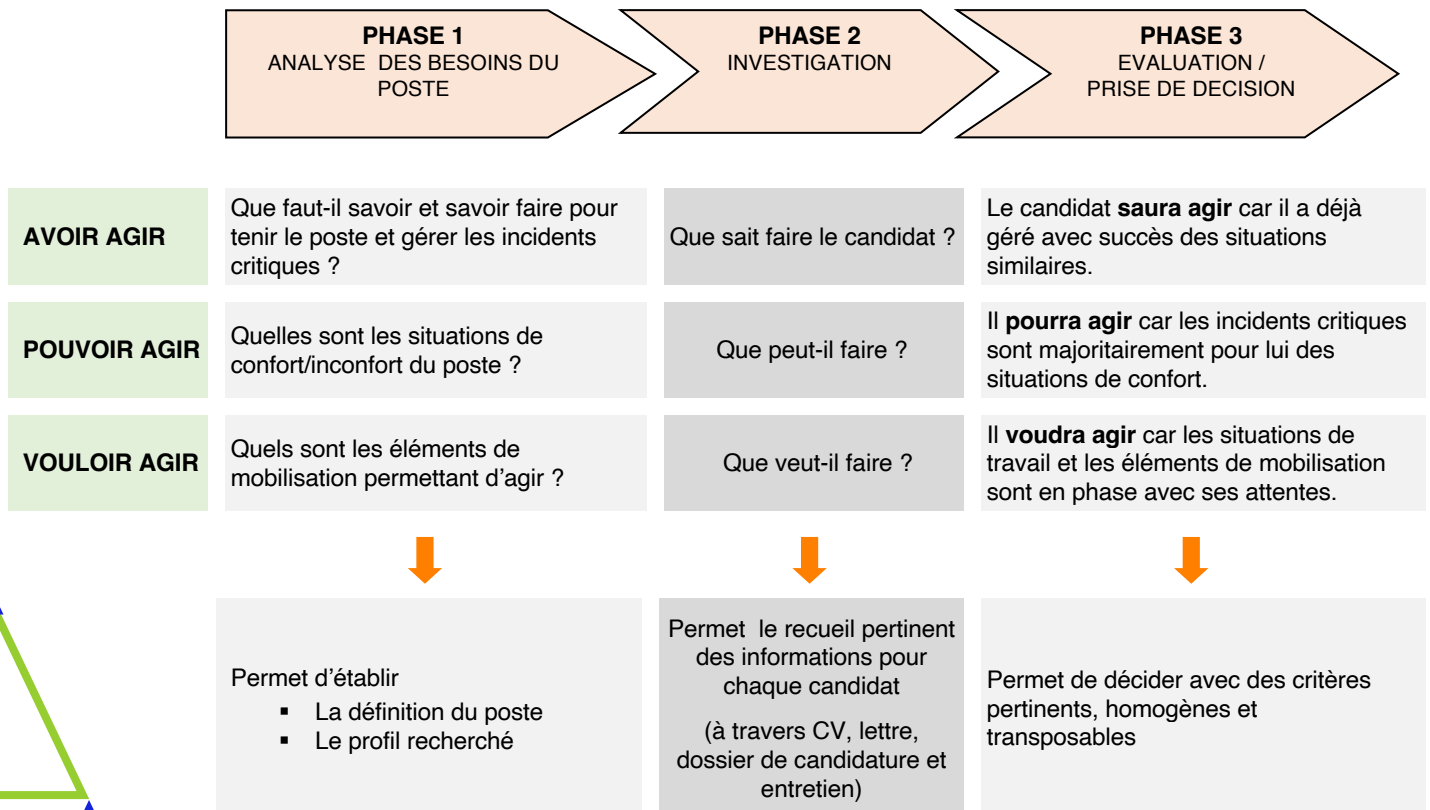 PHASE 1
ANALYSE DES BESOINS DU
POSTE
PHASE 2
INVESTIGATION
PHASE 3
EVALUATION /
PRISE DE DECISION
AVOIR AGIR
Que faut-il savoir et savoir faire pour
tenir le poste et gérer les incidents
critiques ?
Que sait faire le candidat ?
Le candidat saura agir car il a déjà
géré avec succès des situations
similaires.
POUVOIR AGIR
Quelles sont les situations de
confort/inconfort du poste ?
Que peut-il faire ?
Il pourra agir car les incidents critiques
sont majoritairement pour lui des
situations de confort.
VOULOIR AGIR
Quels sont les éléments de
mobilisation permettant d’agir ?
Que veut-il faire ?
Il voudra agir car les situations de
travail et les éléments de mobilisation
sont en phase avec ses attentes.
Permet d’établir
▪ La définition du poste
▪ Le profil recherché
Permet le recueil pertinent
des informations pour
chaque candidat
(à travers CV, lettre,
dossier de candidature et
entretien)
Permet de décider avec des critères
pertinents, homogènes et
transposables